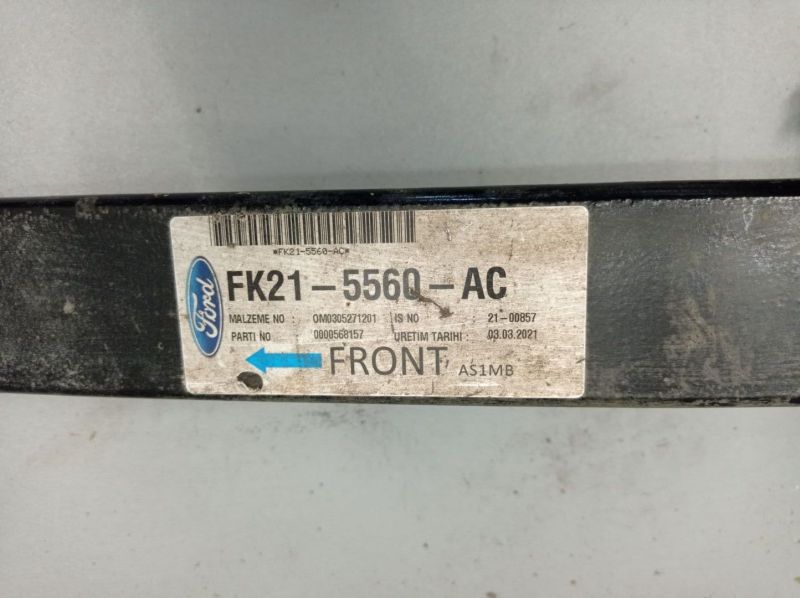 *FK21-5560-AC*
Ford
FK21-5560-AC
MALZEME NO : OM0305271201 IS NO : 21-00857
PARTI NO : 0000568157 URETIM TARIHI : 03.03.2021
FRONT AS1MB